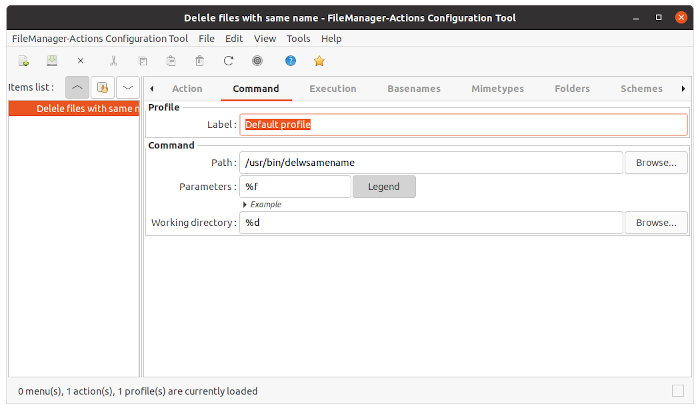 Delele files with same name - FileManager-Actions Configuration Tool
FileManager-Actions Configuration Tool File Edit View Tools Help
Items list :
Action Command Execution Basenames Mimetypes Folders Schemes
Delele files with same n
Profile
Label : Default profile
Command
Path : /usr/bin/delwsamename Browse...
Parameters : %f Legend
Example
Working directory : %d Browse...
0 menu(s), 1 action(s), 1 profile(s) are currently loaded